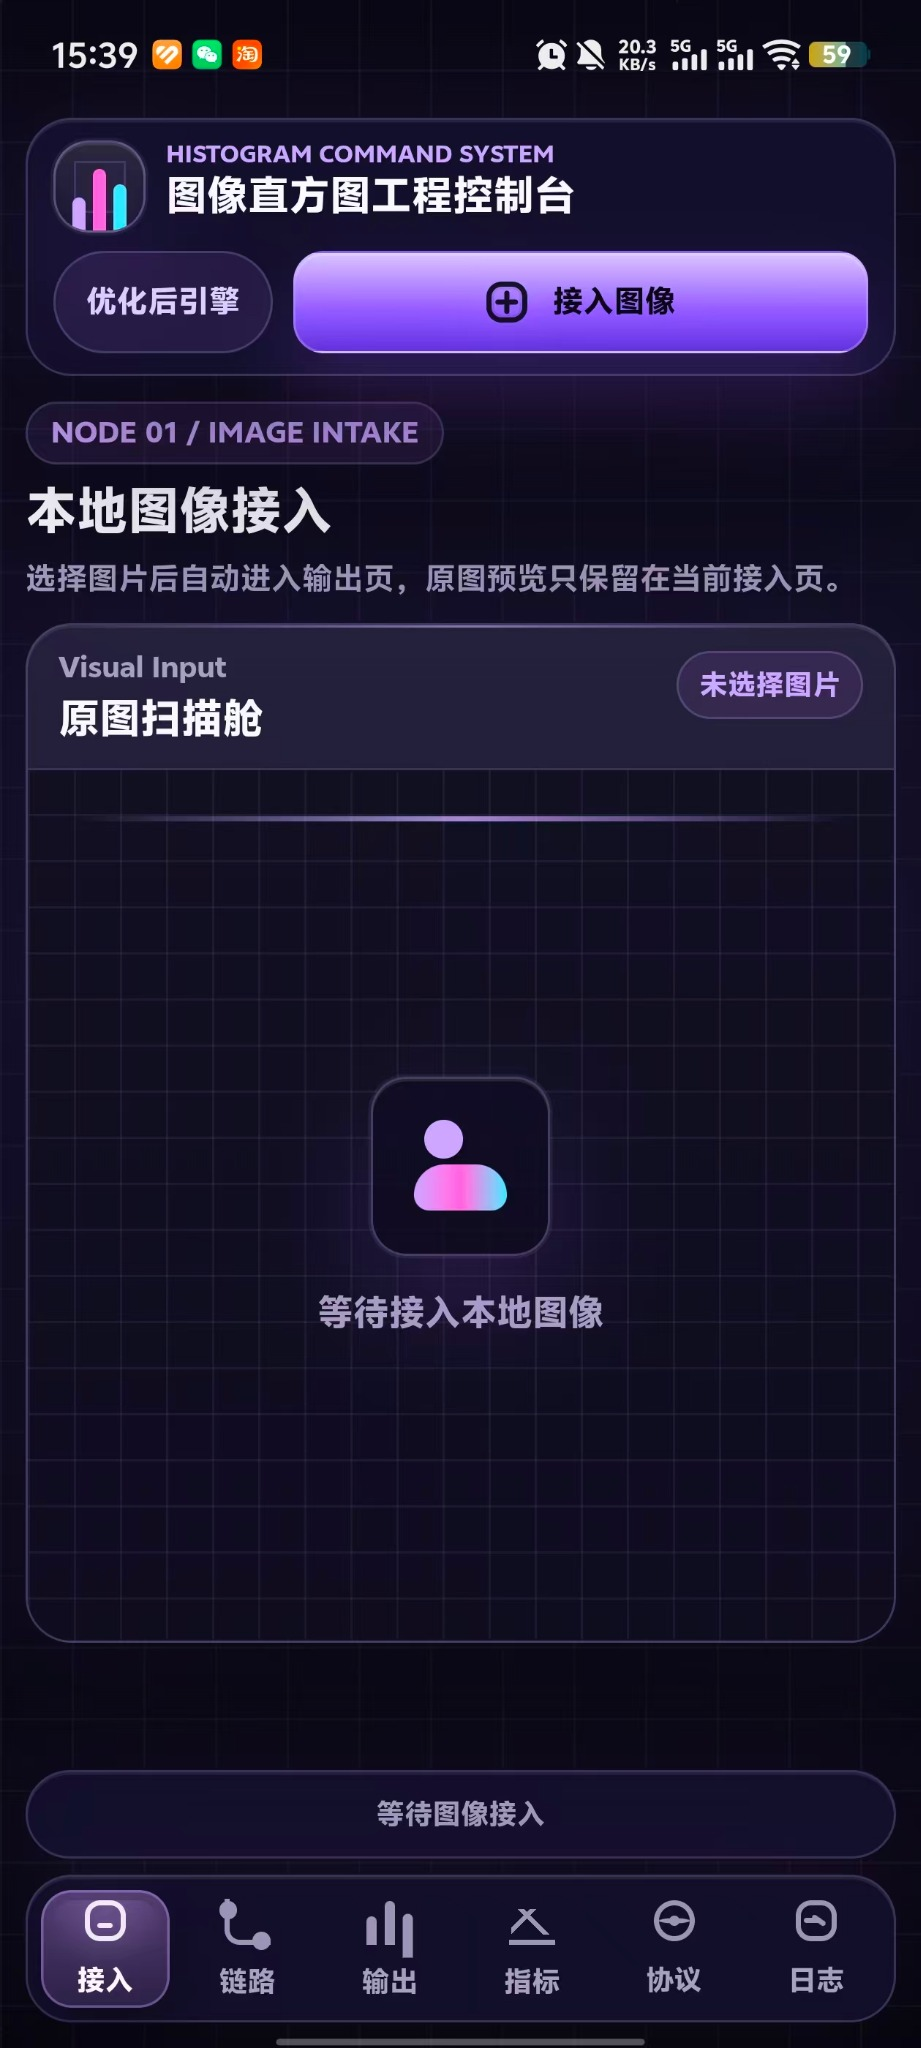 15:39
淘
20.3 KB/s
5G
5G
59
HISTOGRAM COMMAND SYSTEM
图像直方图工程控制台
优化后引擎
接入图像
NODE 01 / IMAGE INTAKE
本地图像接入
选择图片后自动进入输出页，原图预览只保留在当前接入页。
Visual Input
原图扫描舱
未选择图片
等待接入本地图像
等待图像接入
接入
链路
输出
指标
协议
日志